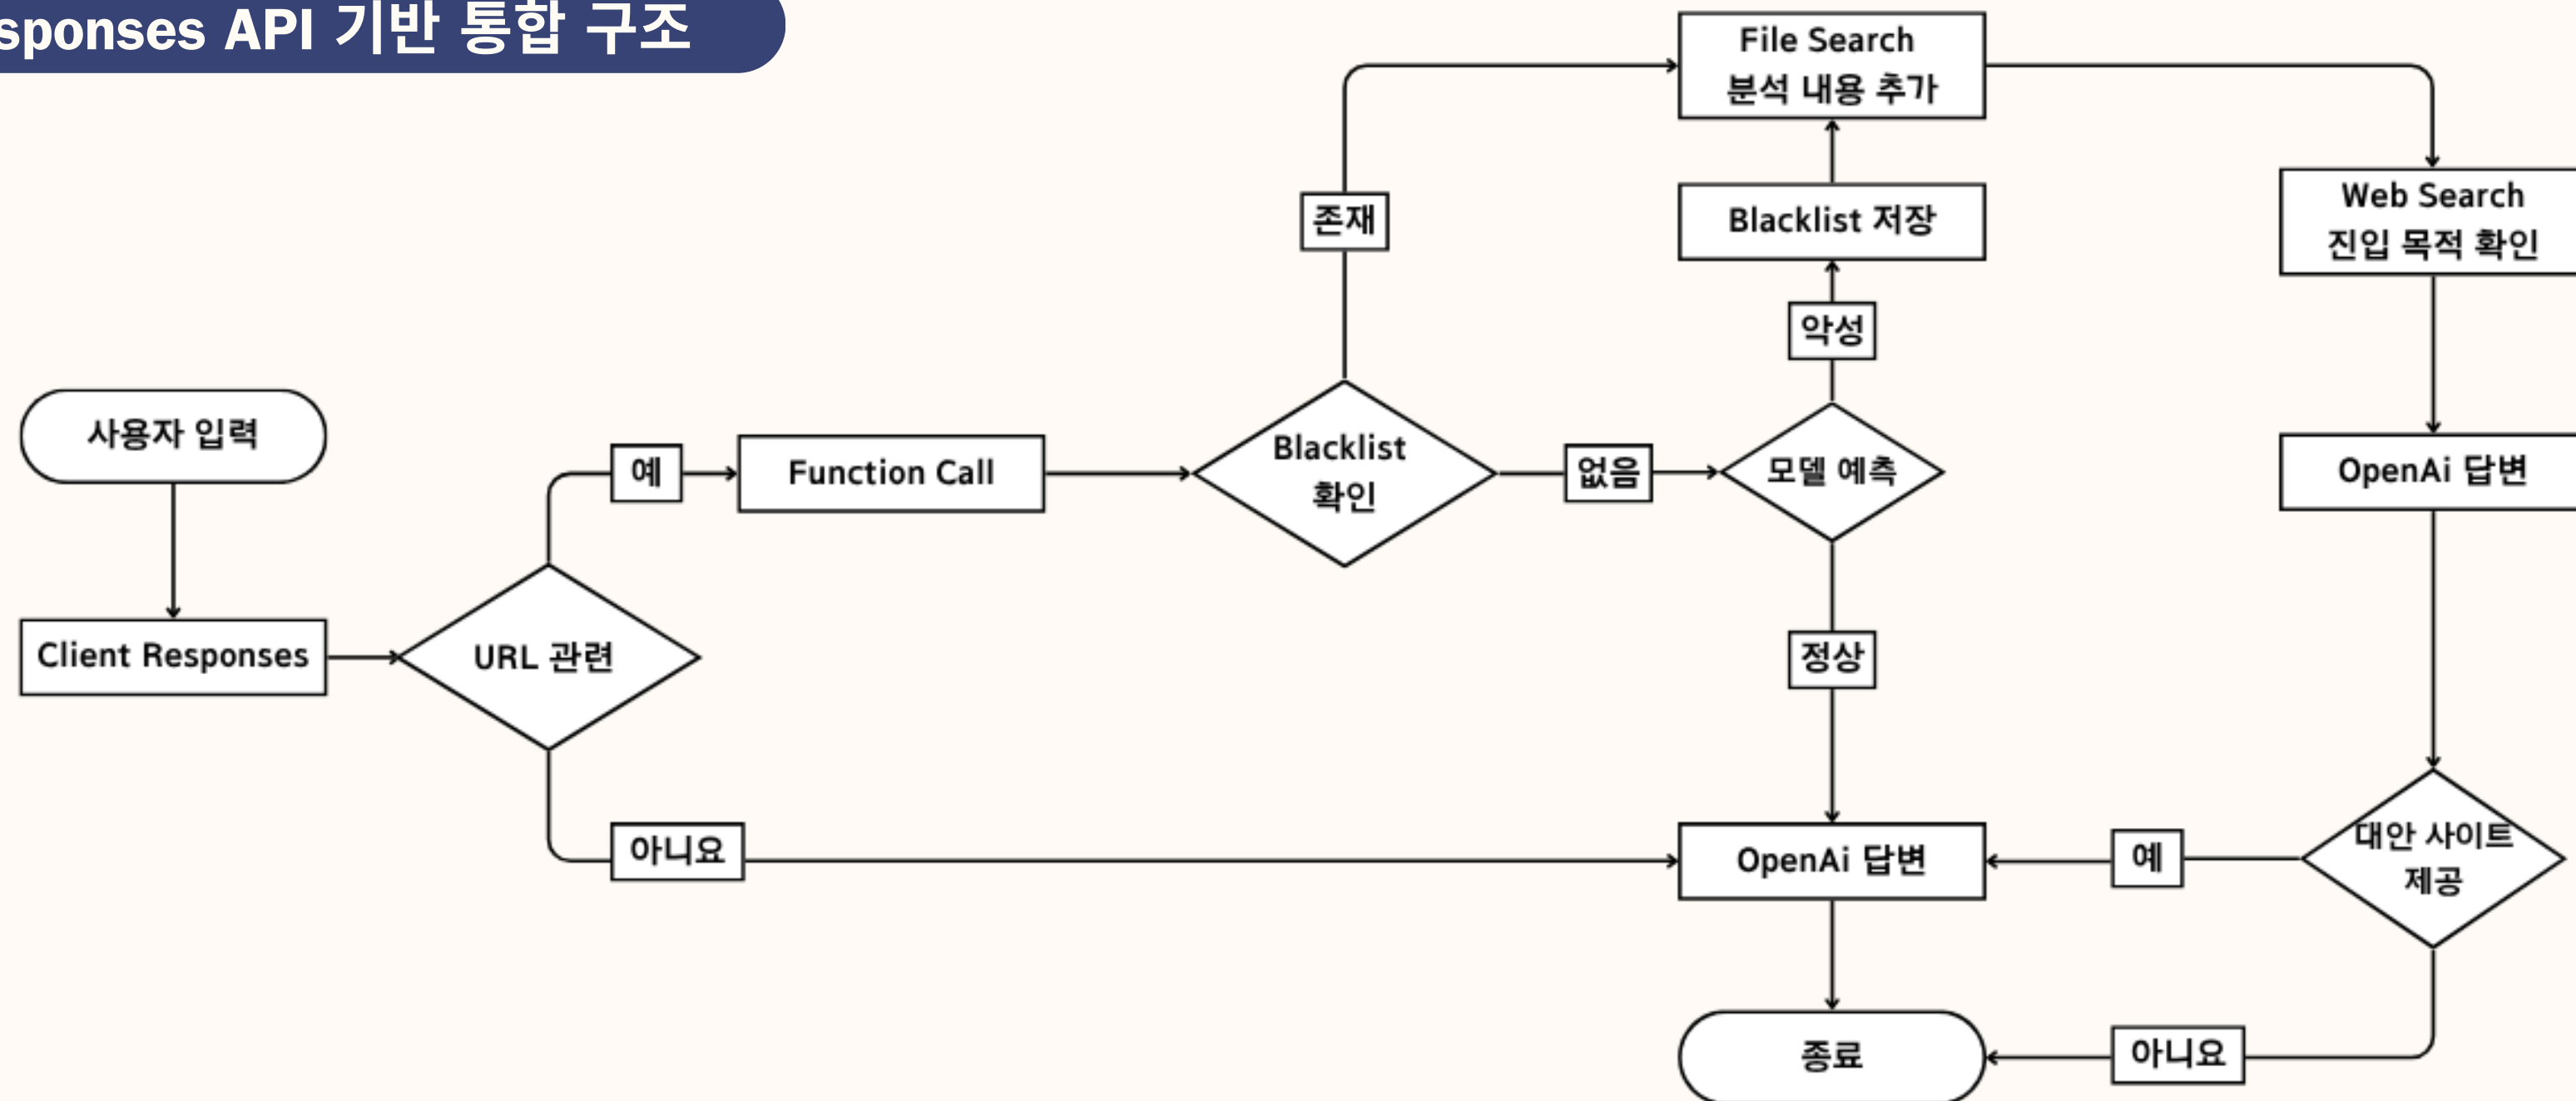 sponses API 기반 통합 구조
File Search
분석 내용 추가
존재
Blacklist 저장
Web Search
진입 목적 확인
악성
사용자 입력
예
Function Call
Blacklist
확인
없음
모델 예측
OpenAi 답변
Client Responses
URL 관련
정상
아니요
OpenAi 답변
예
대안 사이트
제공
종료
아니요